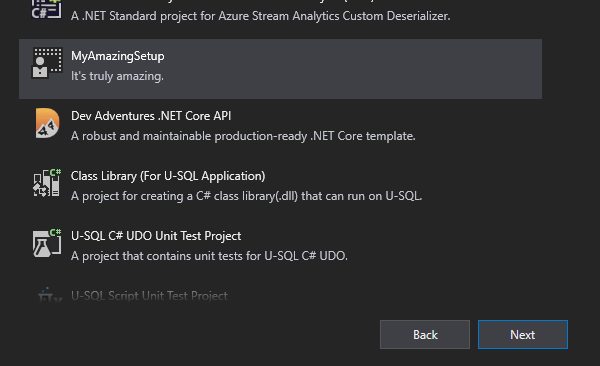 C#
A .NET Standard project for Azure Stream Analytics Custom Deserializer.
MyAmazingSetup
It's truly amazing.
Dev Adventures .NET Core API
A robust and maintainable production-ready .NET Core template.
C#
Class Library (For U-SQL Application)
A project for creating a C# class library(.dll) that can run on U-SQL.
C#
U-SQL C# UDO Unit Test Project
A project that contains unit tests for U-SQL C# UDO.
U-SQL Script Unit Test Project
Back
Next